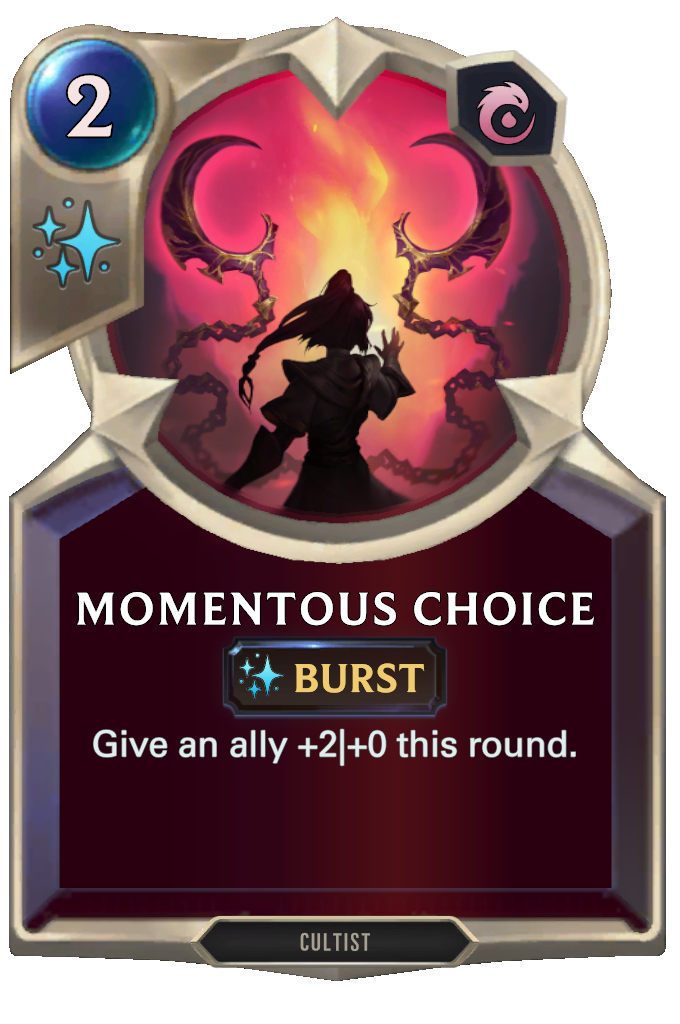 2
MOMENTOUS CHOICE
BURST
Give an ally +2|+0 this round.
CULTIST